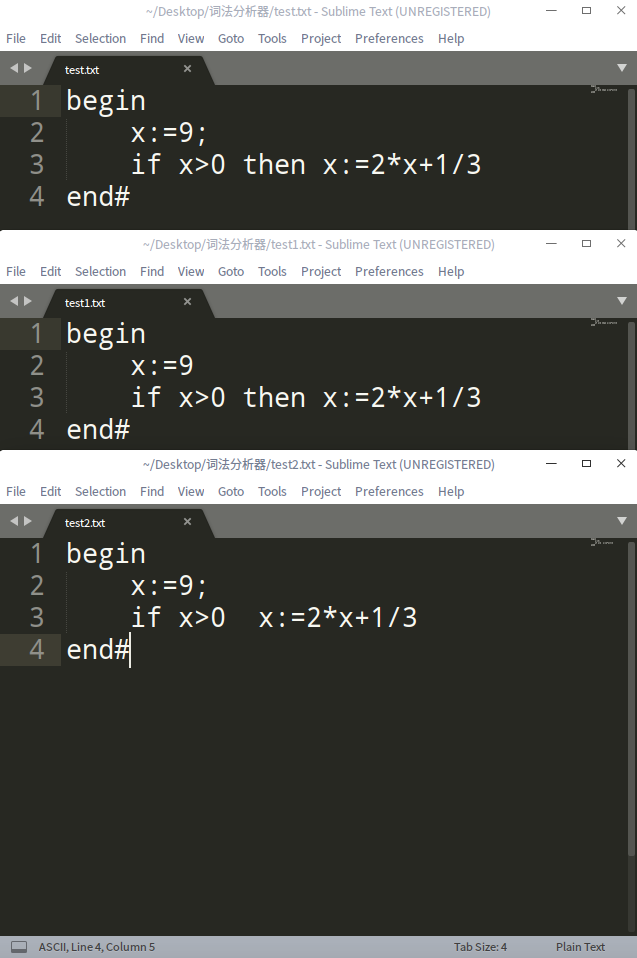 ~/Desktop/词法分析器/test.txt - Sublime Text (UNREGISTERED)
File Edit Selection Find View Goto Tools Project Preferences Help
test.txt
1 begin
2     x:=9;
3     if x>0 then x:=2*x+1/3
4 end#
~/Desktop/词法分析器/test1.txt - Sublime Text (UNREGISTERED)
File Edit Selection Find View Goto Tools Project Preferences Help
test1.txt
1 begin
2     x:=9
3     if x>0 then x:=2*x+1/3
4 end#
~/Desktop/词法分析器/test2.txt - Sublime Text (UNREGISTERED)
File Edit Selection Find View Goto Tools Project Preferences Help
test2.txt
1 begin
2     x:=9;
3     if x>0  x:=2*x+1/3
4 end#
ASCII, Line 4, Column 5 Tab Size: 4 Plain Text